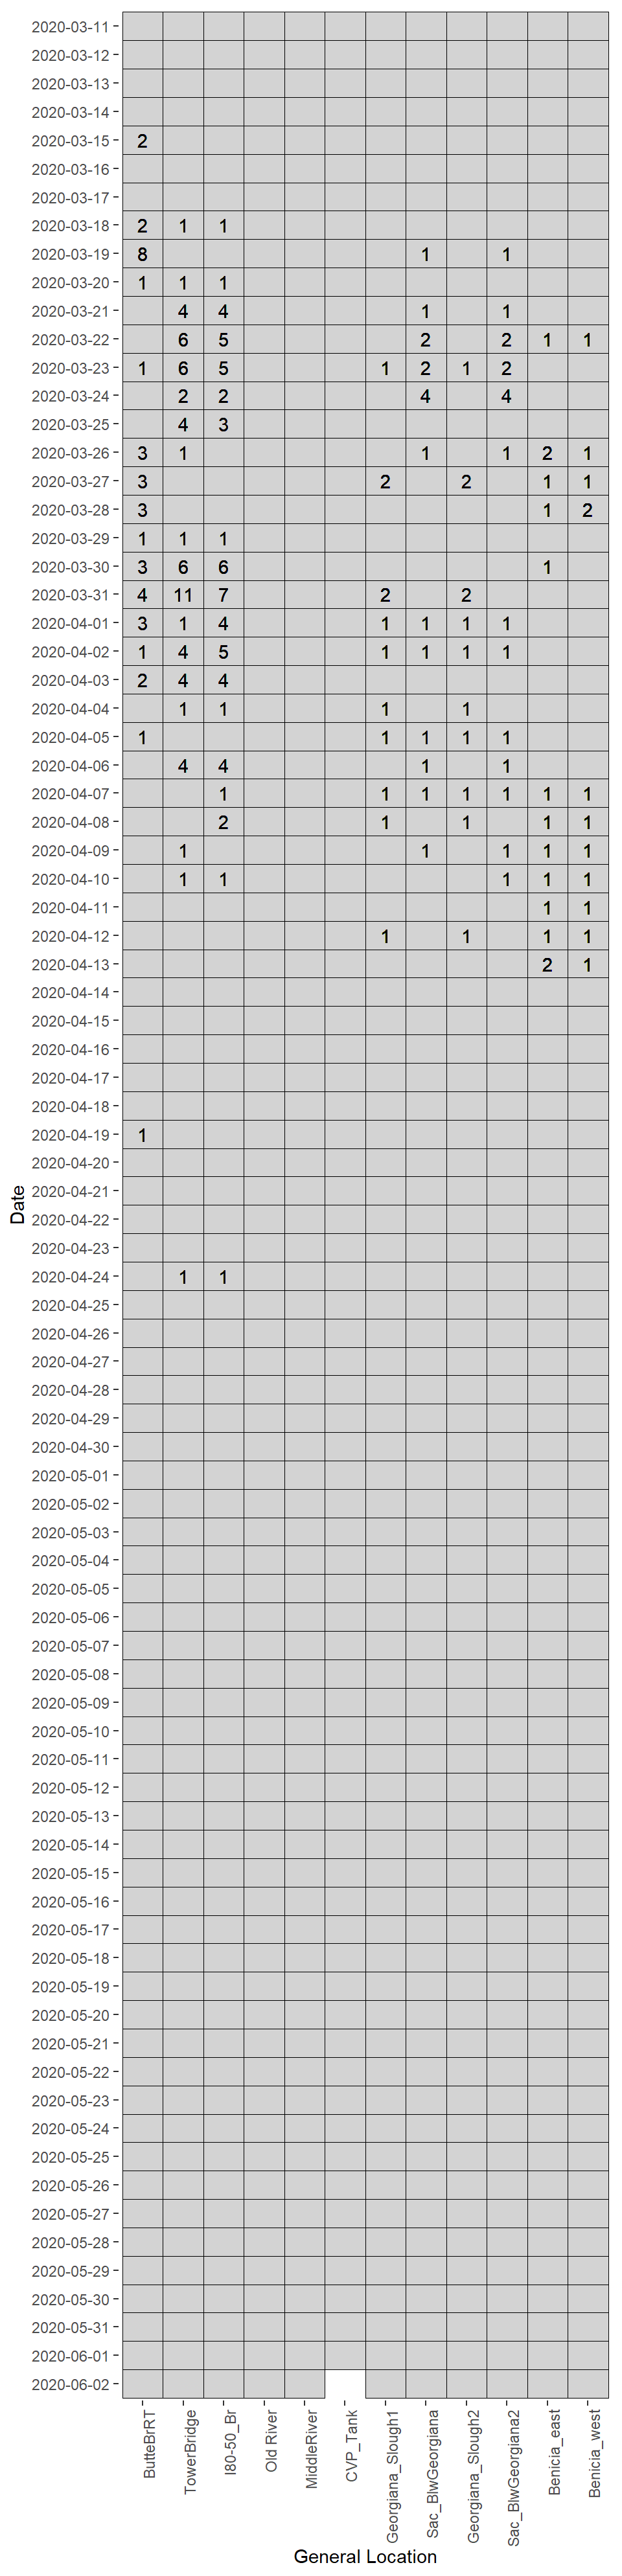 2020-03-11
2020-03-12
2020-03-13
2020-03-14
2020-03-15 2
2020-03-16
2020-03-17
2020-03-18 2 1 1
2020-03-19 8 1 1
2020-03-20 1 1 1
2020-03-21 4 4 1 1
2020-03-22 6 5 2 2 1 1
2020-03-23 1 6 5 1 2 1 2
2020-03-24 2 2 4 4
2020-03-25 4 3
2020-03-26 3 1 1 1 2 1
2020-03-27 3 2 2 1 1
2020-03-28 3 1 2
2020-03-29 1 1 1
2020-03-30 3 6 6 1
2020-03-31 4 11 7 2 2
2020-04-01 3 1 4 1 1 1 1
2020-04-02 1 4 5 1 1 1 1
2020-04-03 2 4 4
2020-04-04 1 1 1 1
2020-04-05 1 1 1 1 1
2020-04-06 4 4 1 1
2020-04-07 1 1 1 1 1 1 1
2020-04-08 2 1 1 1 1
2020-04-09 1 1 1 1 1
2020-04-10 1 1 1 1 1
2020-04-11 1 1
2020-04-12 1 1 1 1
2020-04-13 2 1
2020-04-14
2020-04-15
2020-04-16
2020-04-17
2020-04-18
2020-04-19 1
2020-04-20
2020-04-21
2020-04-22
2020-04-23
2020-04-24 1 1
2020-04-25
2020-04-26
2020-04-27
2020-04-28
2020-04-29
2020-04-30
2020-05-01
2020-05-02
2020-05-03
2020-05-04
2020-05-05
2020-05-06
2020-05-07
2020-05-08
2020-05-09
2020-05-10
2020-05-11
2020-05-12
2020-05-13
2020-05-14
2020-05-15
2020-05-16
2020-05-17
2020-05-18
2020-05-19
2020-05-20
2020-05-21
2020-05-22
2020-05-23
2020-05-24
2020-05-25
2020-05-26
2020-05-27
2020-05-28
2020-05-29
2020-05-30
2020-05-31
2020-06-01
2020-06-02
Date
ButteBrRT
TowerBridge
I80-50_Br
Old River
MiddleRiver
CVP_Tank
Georgiana_Slough1
Sac_BlwGeorgiana
Georgiana_Slough2
Sac_BlwGeorgiana2
Benicia_east
Benicia_west
General Location